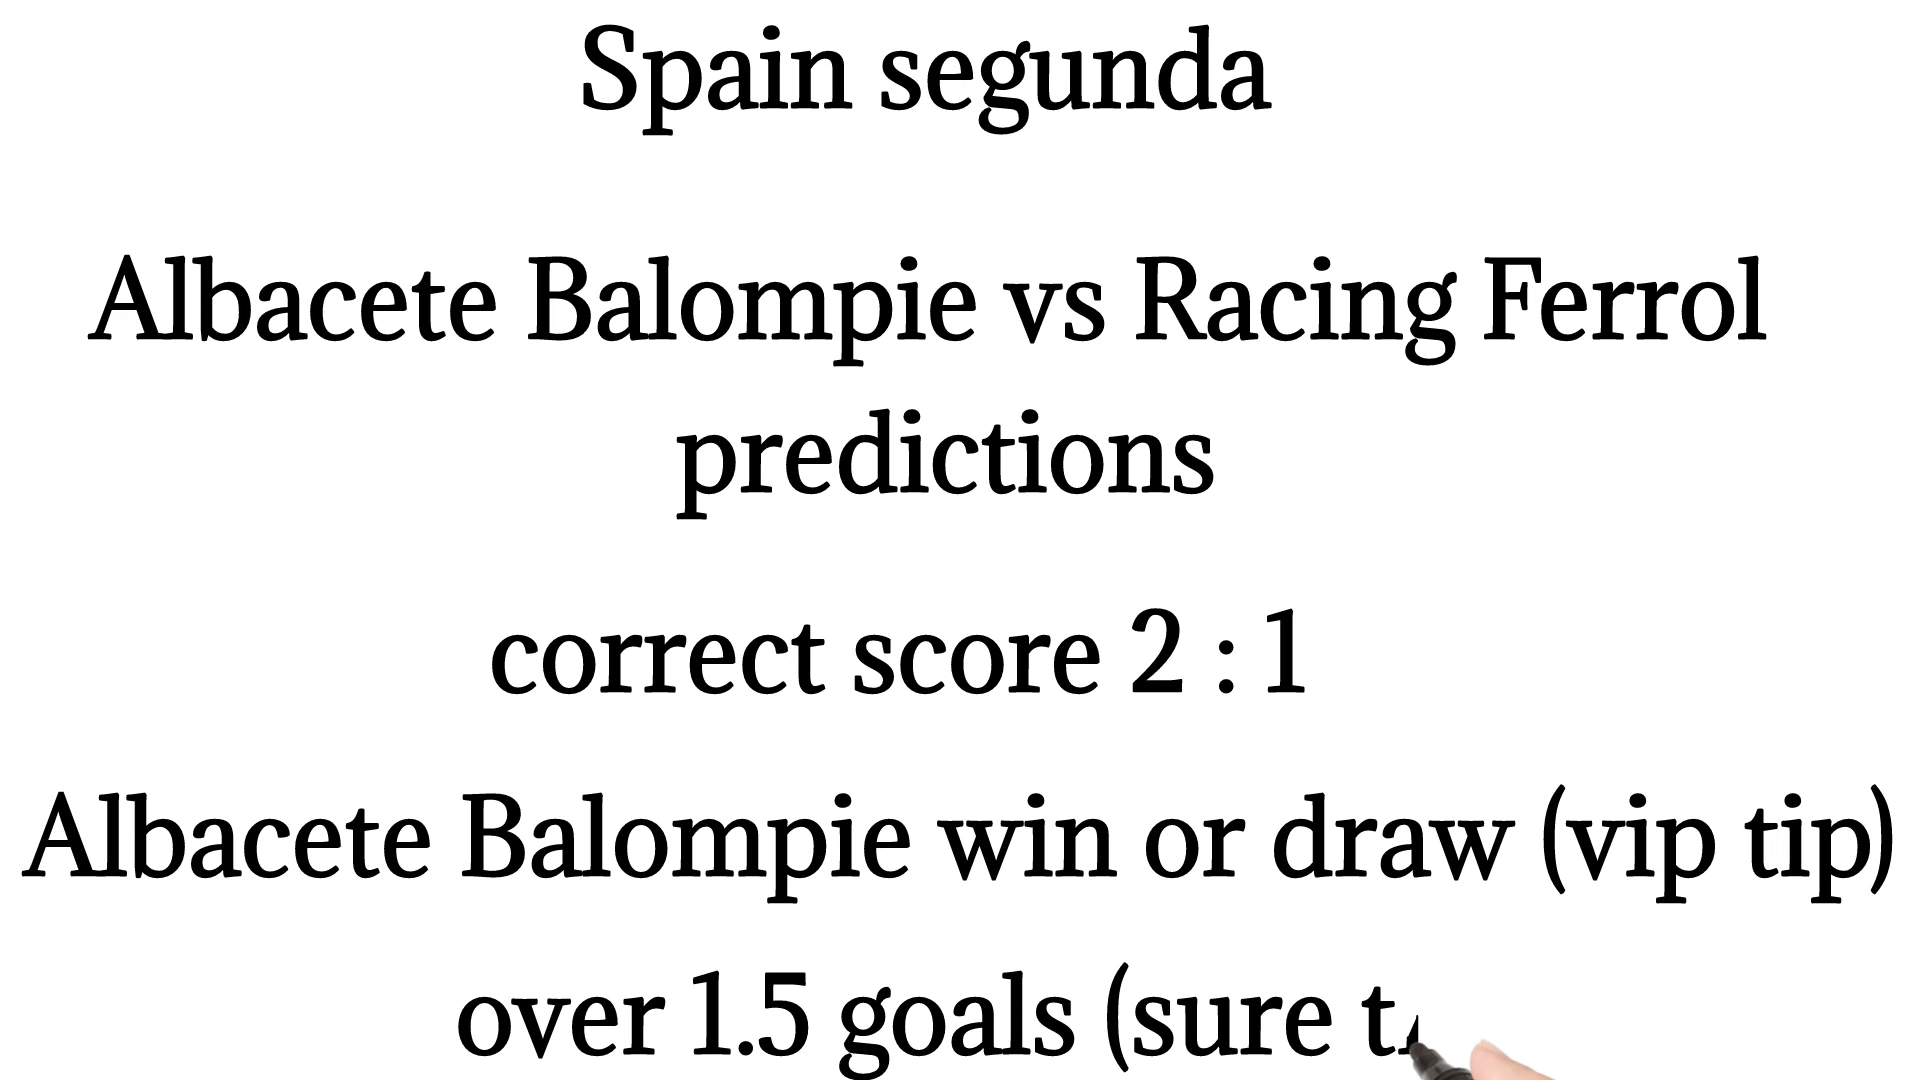 Spain segunda
Albacete Balompie vs Racing Ferrol
predictions
correct score 2 : 1
Albacete Balompie win or draw (vip tip)
over 1.5 goals (sure